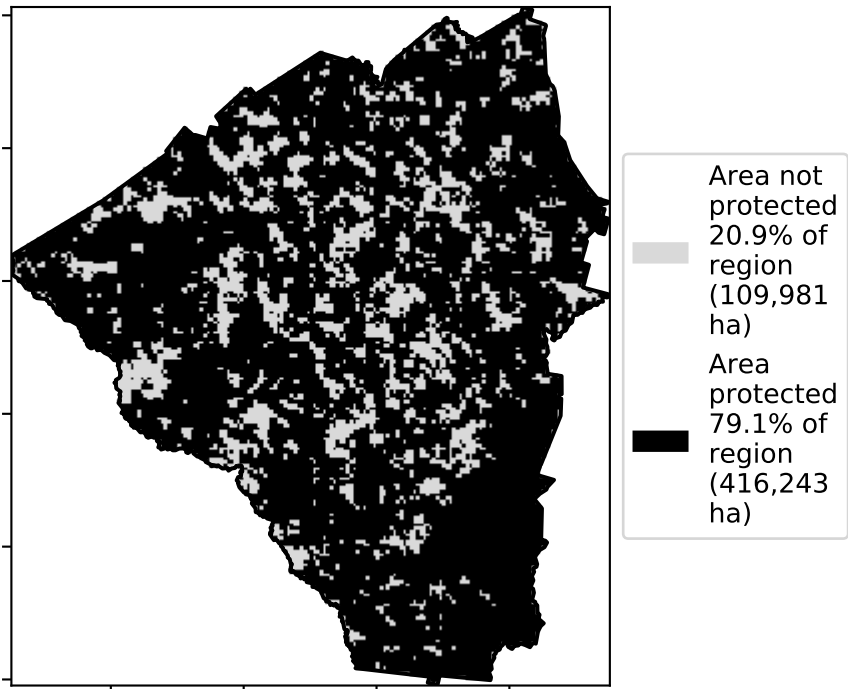 Area not
protected
20.9% of
region
(109,981
ha)
Area
protected
79.1% of
region
(416,243
ha)